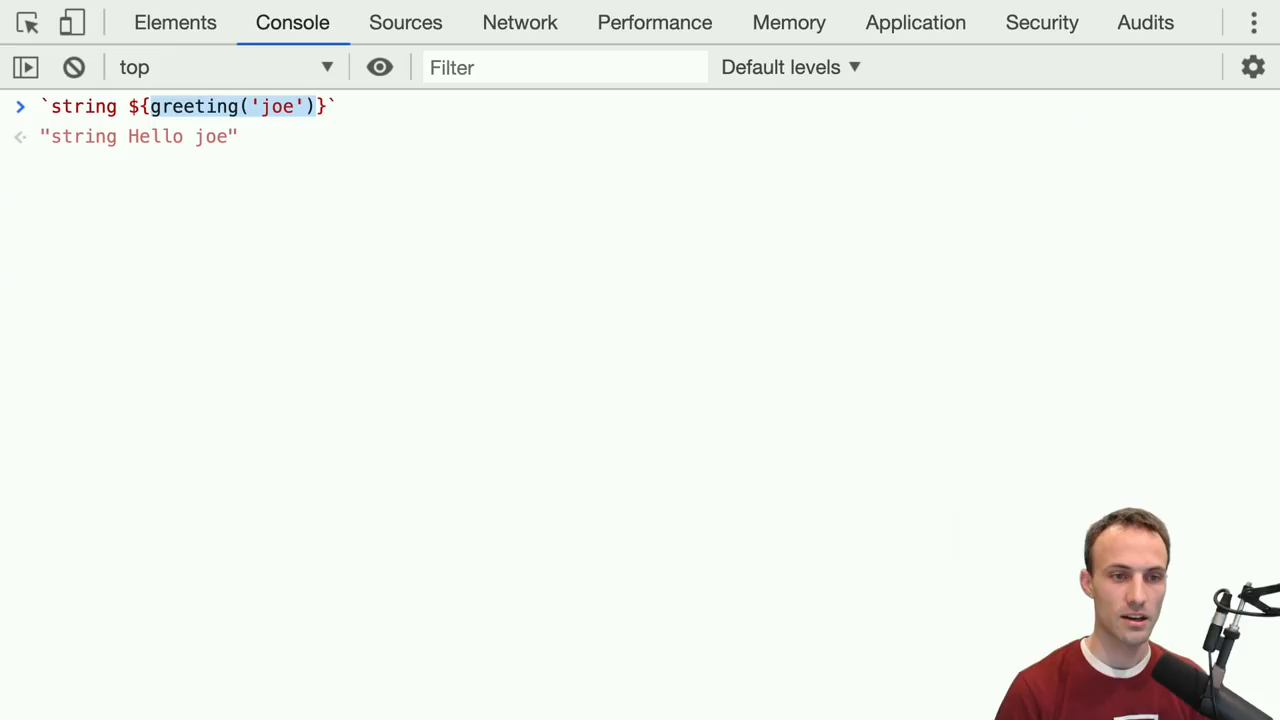 Elements Console Sources Network Performance Memory Application Security Audits
top Filter Default levels
`string ${greeting('joe')}`
"string Hello joe"